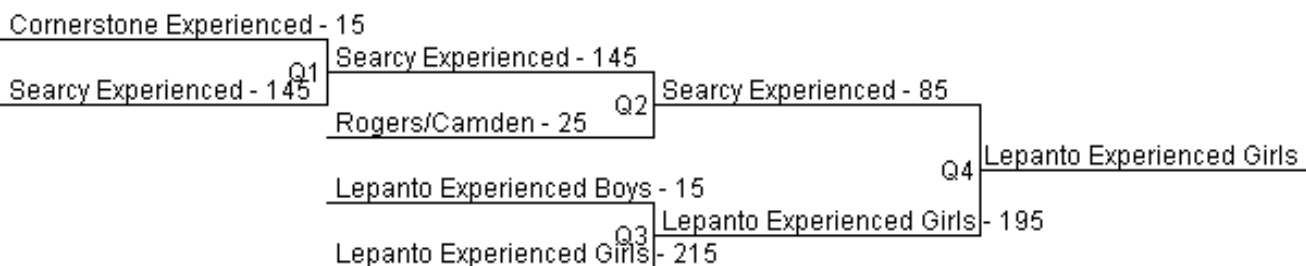 Cornerstone Experienced - 15
Searcy Experienced - 145
Q1
Searcy Experienced - 145
Rogers/Camden - 25
Q2
Searcy Experienced - 85
Lepanto Experienced Boys - 15
Lepanto Experienced Girls - 215
Q3
Lepanto Experienced Girls - 195
Q4
Lepanto Experienced Girls